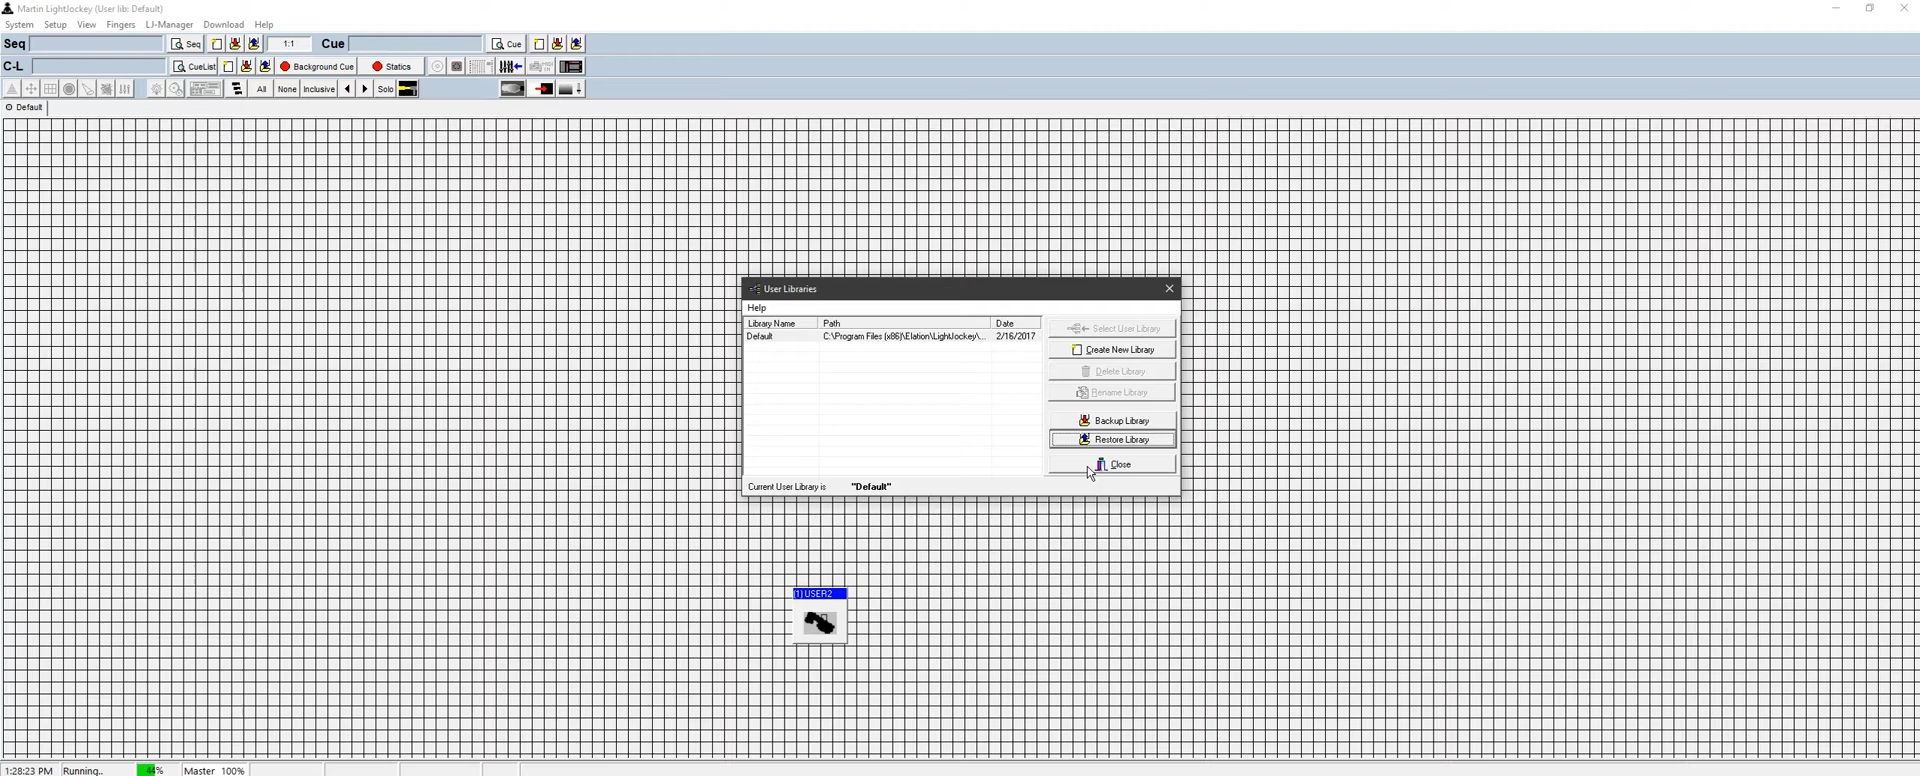 Martin LightJockey (User lib: Default)
System Setup View Fingers LJ-Manager Download Help
Seq Seq 1:1 Cue Cue
C-L CueList Background Cue Statics
All None Inclusive Solo
Default
User Libraries
Help
Library Name Path Date
Default C:\Program Files (x86)\Elation\LightJockey\... 2/16/2017
Select User Library
Create New Library
Delete Library
Rename Library
Backup Library
Restore Library
Close
Current User Library is "Default"
(1) USER2
1:28:23 PM Running.. 44% Master 100%